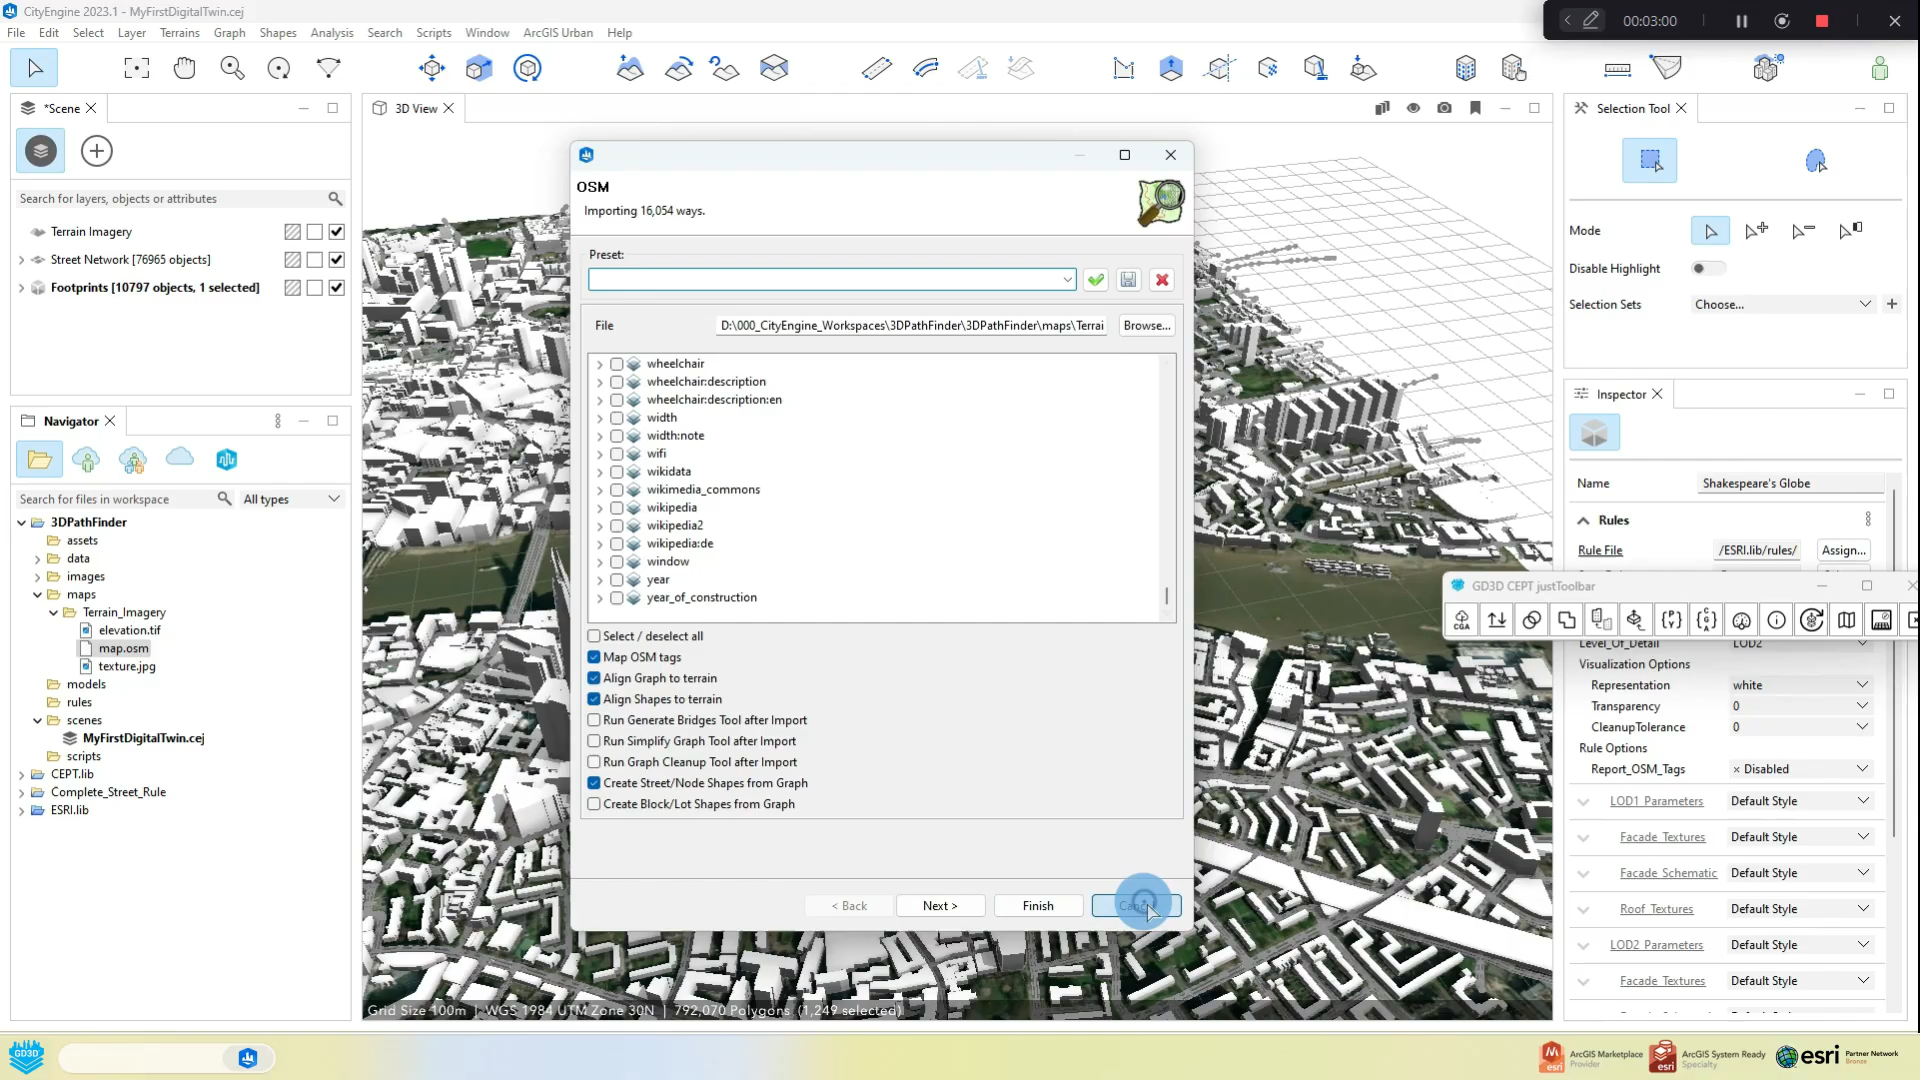 CityEngine 2023.1 - MyFirstDigitalTwin.cej
00:03:00
File Edit Select Layer Terrains Graph Shapes Analysis Search Scripts Window ArcGIS Urban Help
*Scene
3D View
Selection Tool
Search for layers, objects or attributes
Terrain Imagery
Street Network [76965 objects]
Footprints [10797 objects, 1 selected]
Navigator
Search for files in workspace
All types
3DPathFinder
assets
data
images
maps
Terrain_Imagery
elevation.tif
map.osm
texture.jpg
models
rules
scenes
MyFirstDigitalTwin.cej
scripts
CEPT.lib
Complete_Street_Rule
ESRI.lib
OSM
Importing 16,054 ways.
Preset:
File
D:\000_CityEngine_Workspaces\3DPathFinder\3DPathFinder\maps\Terrai
Browse...
wheelchair
wheelchair:description
wheelchair:description:en
width
width:note
wifi
wikidata
wikimedia_commons
wikipedia
wikipedia2
wikipedia:de
window
year
year_of_construction
Select / deselect all
Map OSM tags
Align Graph to terrain
Align Shapes to terrain
Run Generate Bridges Tool after Import
Run Simplify Graph Tool after Import
Run Graph Cleanup Tool after Import
Create Street/Node Shapes from Graph
Create Block/Lot Shapes from Graph
< Back
Next >
Finish
Grid Size 100m | WGS 1984 UTM Zone 30N | 792,070 Polygons (1,249 selected)
Mode
Disable Highlight
Selection Sets
Choose...
Inspector
Name
Shakespeare's Globe
Rules
Rule File
/ESRI.lib/rules/
Assign...
GD3D CEPT justToolbar
CGA
Level_Of_Detail
LOD2
Visualization Options
Representation
white
Transparency
0
CleanupTolerance
0
Rule Options
Report_OSM_Tags
× Disabled
LOD1 Parameters
Default Style
Facade Textures
Default Style
Facade Schematic
Default Style
Roof Textures
Default Style
LOD2 Parameters
Default Style
Facade Textures
Default Style
GD3D
ArcGIS Marketplace
Provider
esri
ArcGIS System Ready
Specialty
esri
Partner Network
Bronze